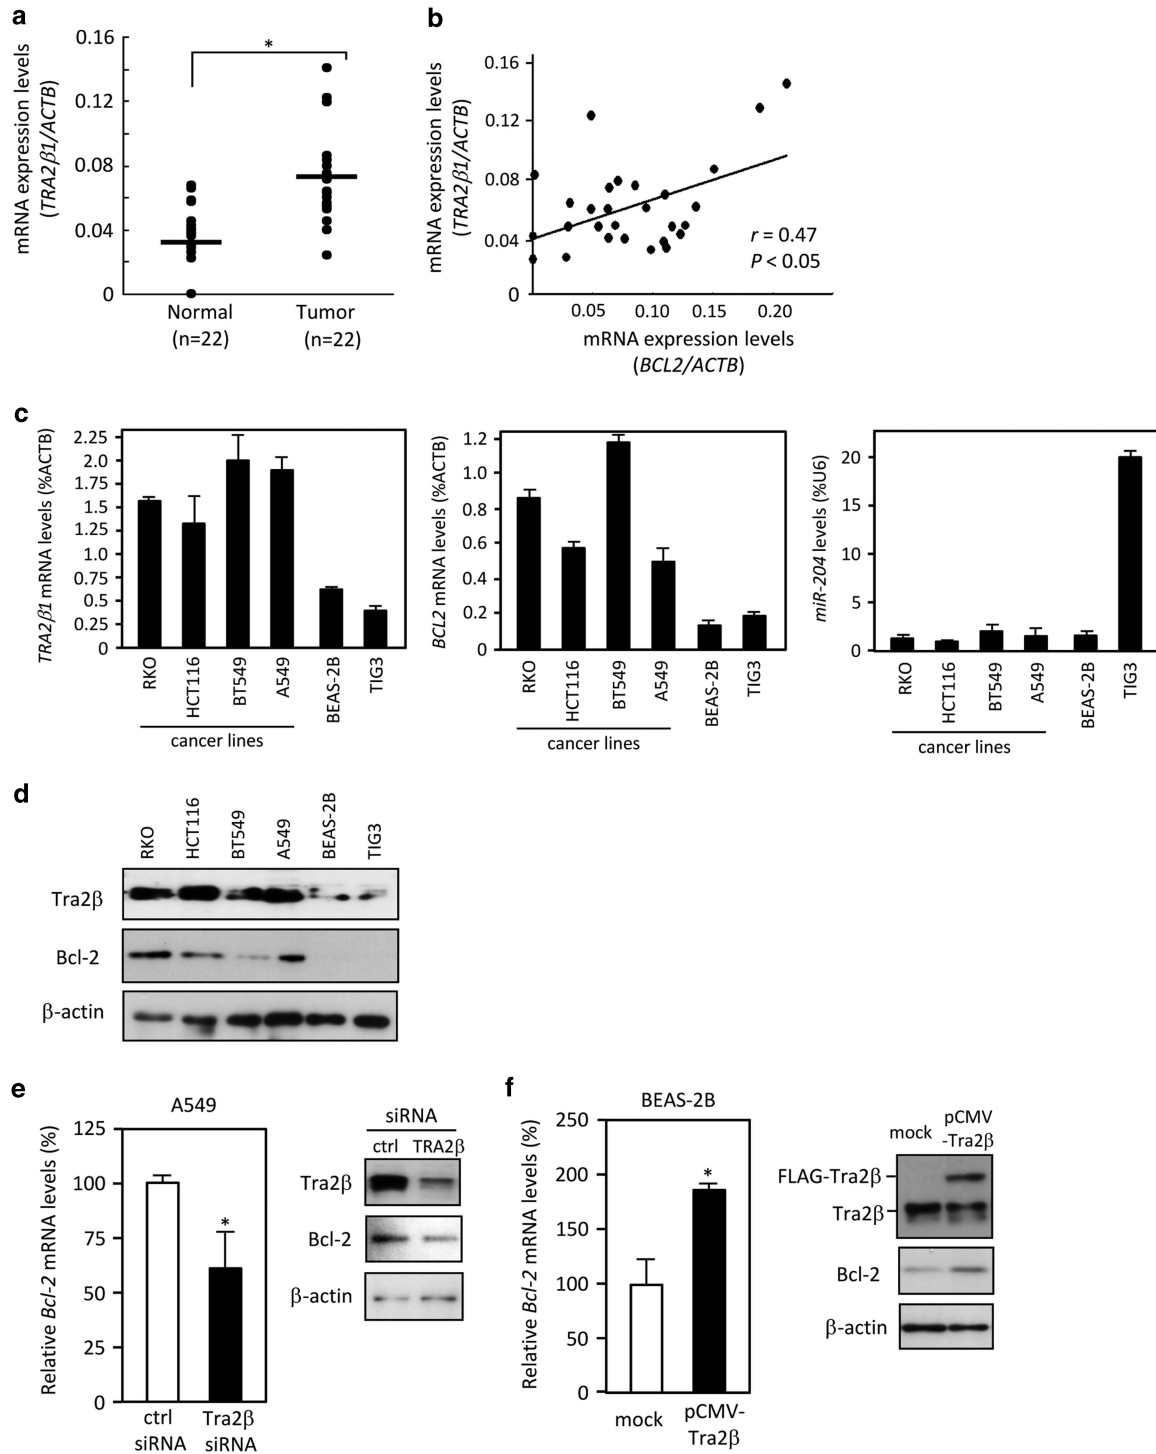 a
mRNA expression levels
(TRA2β1/ACTB)
0.16
0.12
0.08
0.04
0
*
Normal
(n=22)
Tumor
(n=22)
b
mRNA expression levels
(TRA2β1/ACTB)
0.16
0.12
0.08
0.04
0
r = 0.47
P < 0.05
0.05 0.10 0.15 0.20
mRNA expression levels
(BCL2/ACTB)
c
TRA2β1 mRNA levels (%ACTB)
2.25
2.0
1.75
1.5
1.25
1.0
0.75
0.5
0.25
0
RKO
HCT116
BT549
A549
BEAS-2B
TIG3
cancer lines
BCL2 mRNA levels (%ACTB)
1.2
1.0
0.8
0.6
0.4
0.2
0
RKO
HCT116
BT549
A549
BEAS-2B
TIG3
cancer lines
miR-204 levels (%U6)
20
15
10
5
0
RKO
HCT116
BT549
A549
BEAS-2B
TIG3
cancer lines
d
RKO
HCT116
BT549
A549
BEAS-2B
TIG3
Tra2β
Bcl-2
β-actin
e
A549
Relative Bcl-2 mRNA levels (%)
125
100
75
50
25
0
*
ctrl
siRNA
Tra2β
siRNA
siRNA
ctrl TRA2β
Tra2β
Bcl-2
β-actin
f
BEAS-2B
Relative Bcl-2 mRNA levels (%)
250
200
150
100
50
0
*
mock
pCMV-
Tra2β
mock
pCMV
-Tra2β
FLAG-Tra2β
Tra2β
Bcl-2
β-actin